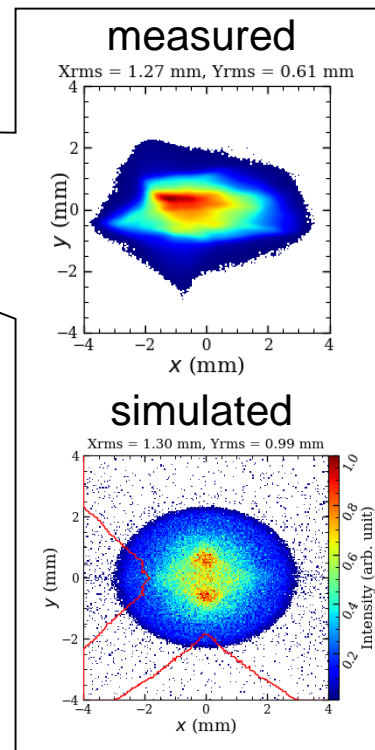 measured
Xrms = 1.27 mm, Yrms = 0.61 mm
4
2
0
−2
−4
y (mm)
−4 −2 0 2 4
x (mm)
simulated
Xrms = 1.30 mm, Yrms = 0.99 mm
4
2
0
−2
−4
y (mm)
−4 −2 0 2 4
x (mm)
1.0
0.8
0.6
0.4
0.2
Intensity (arb. unit)